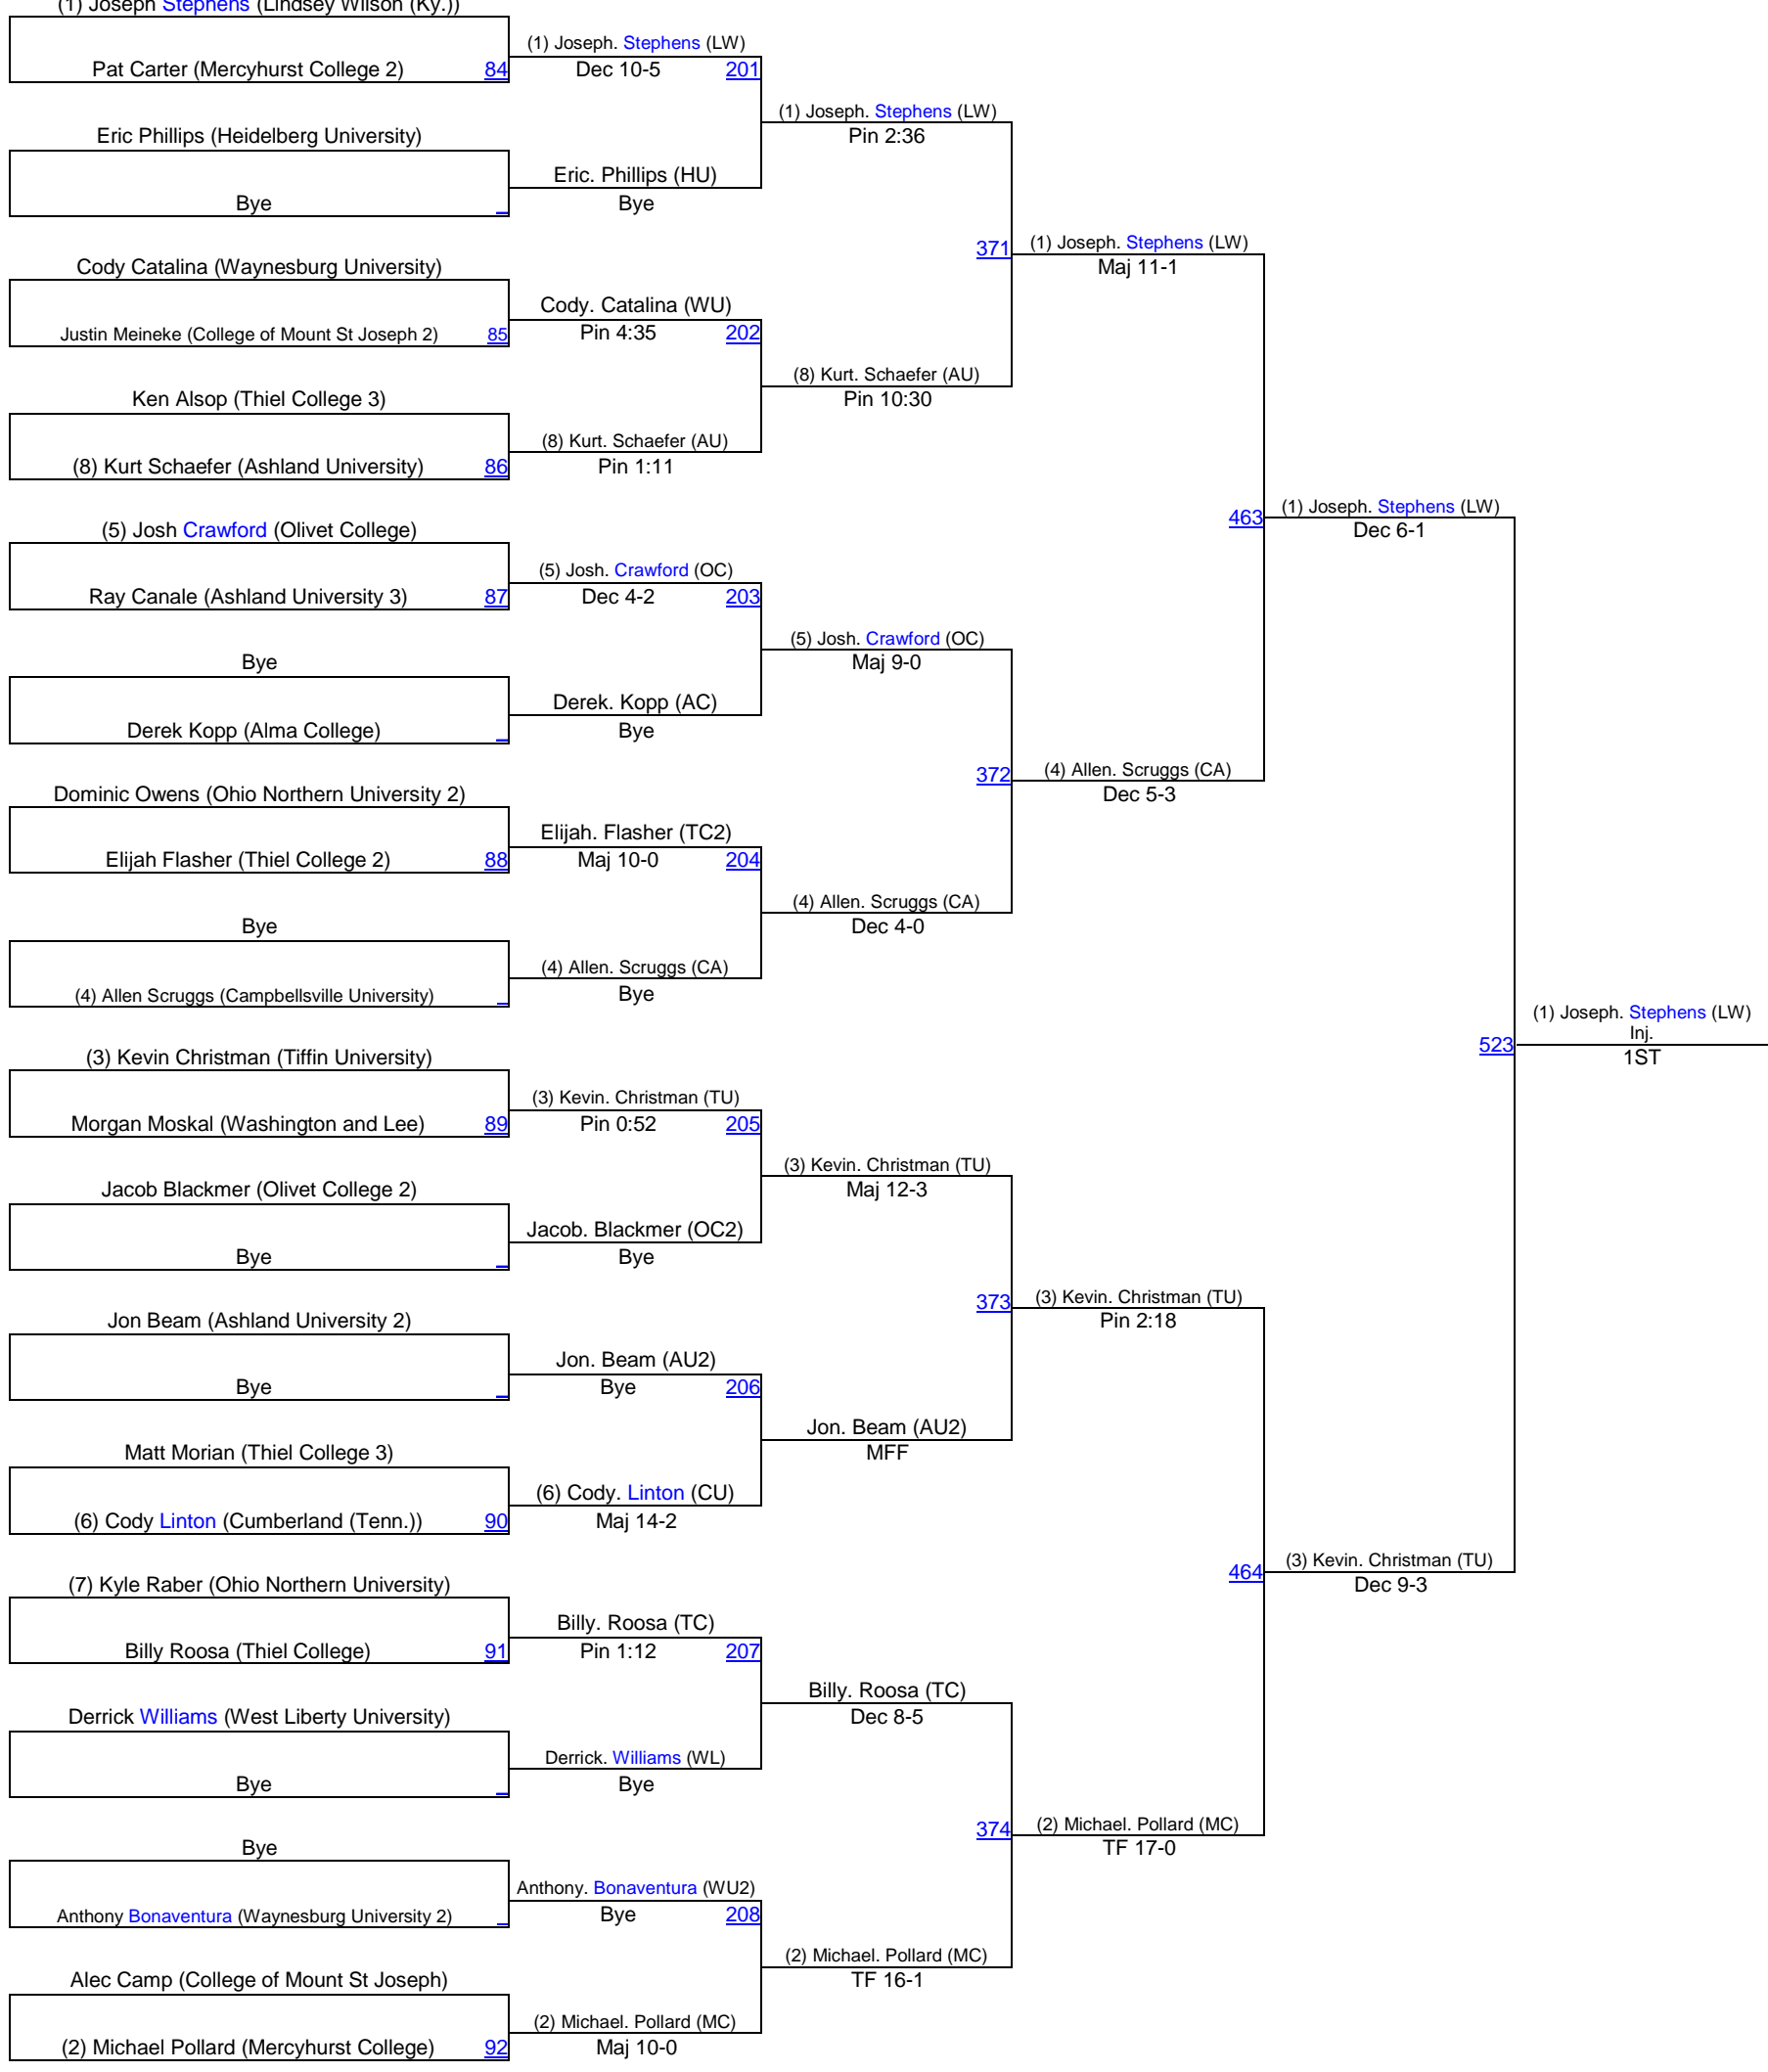 (1) Joseph Stephens (Lindsey Wilson (Ky.))
Pat Carter (Mercyhurst College 2) 84
Eric Phillips (Heidelberg University)
Bye
Cody Catalina (Waynesburg University)
Justin Meineke (College of Mount St Joseph 2) 85
Ken Alsop (Thiel College 3)
(8) Kurt Schaefer (Ashland University) 86
(5) Josh Crawford (Olivet College)
Ray Canale (Ashland University 3) 87
Bye
Derek Kopp (Alma College)
Dominic Owens (Ohio Northern University 2)
Elijah Flasher (Thiel College 2) 88
Bye
(4) Allen Scruggs (Campbellsville University)
(3) Kevin Christman (Tiffin University)
Morgan Moskal (Washington and Lee) 89
Jacob Blackmer (Olivet College 2)
Bye
Jon Beam (Ashland University 2)
Bye
Matt Morian (Thiel College 3)
(6) Cody Linton (Cumberland (Tenn.)) 90
(7) Kyle Raber (Ohio Northern University)
Billy Roosa (Thiel College) 91
Derrick Williams (West Liberty University)
Bye
Bye
Anthony Bonaventura (Waynesburg University 2)
Alec Camp (College of Mount St Joseph)
(2) Michael Pollard (Mercyhurst College) 92
(1) Joseph. Stephens (LW)
Dec 10-5 201
Eric. Phillips (HU)
Bye
Cody. Catalina (WU)
Pin 4:35 202
(8) Kurt. Schaefer (AU)
Pin 1:11
(5) Josh. Crawford (OC)
Dec 4-2 203
Derek. Kopp (AC)
Bye
Elijah. Flasher (TC2)
Maj 10-0 204
(4) Allen. Scruggs (CA)
Bye
(3) Kevin. Christman (TU)
Pin 0:52 205
Jacob. Blackmer (OC2)
Bye
Jon. Beam (AU2)
Bye 206
(6) Cody. Linton (CU)
Maj 14-2
Billy. Roosa (TC)
Pin 1:12 207
Derrick. Williams (WL)
Bye
Anthony. Bonaventura (WU2)
Bye 208
(2) Michael. Pollard (MC)
Maj 10-0
(1) Joseph. Stephens (LW)
Pin 2:36
371
(8) Kurt. Schaefer (AU)
Pin 10:30
(5) Josh. Crawford (OC)
Maj 9-0
372
(4) Allen. Scruggs (CA)
Dec 4-0
(3) Kevin. Christman (TU)
Maj 12-3
373
Jon. Beam (AU2)
MFF
Billy. Roosa (TC)
Dec 8-5
374
(2) Michael. Pollard (MC)
TF 16-1
(1) Joseph. Stephens (LW)
Maj 11-1
463
(4) Allen. Scruggs (CA)
Dec 5-3
(3) Kevin. Christman (TU)
Pin 2:18
464
(2) Michael. Pollard (MC)
TF 17-0
(1) Joseph. Stephens (LW)
Dec 6-1
523
(3) Kevin. Christman (TU)
Dec 9-3
(1) Joseph. Stephens (LW)
Inj.
1ST